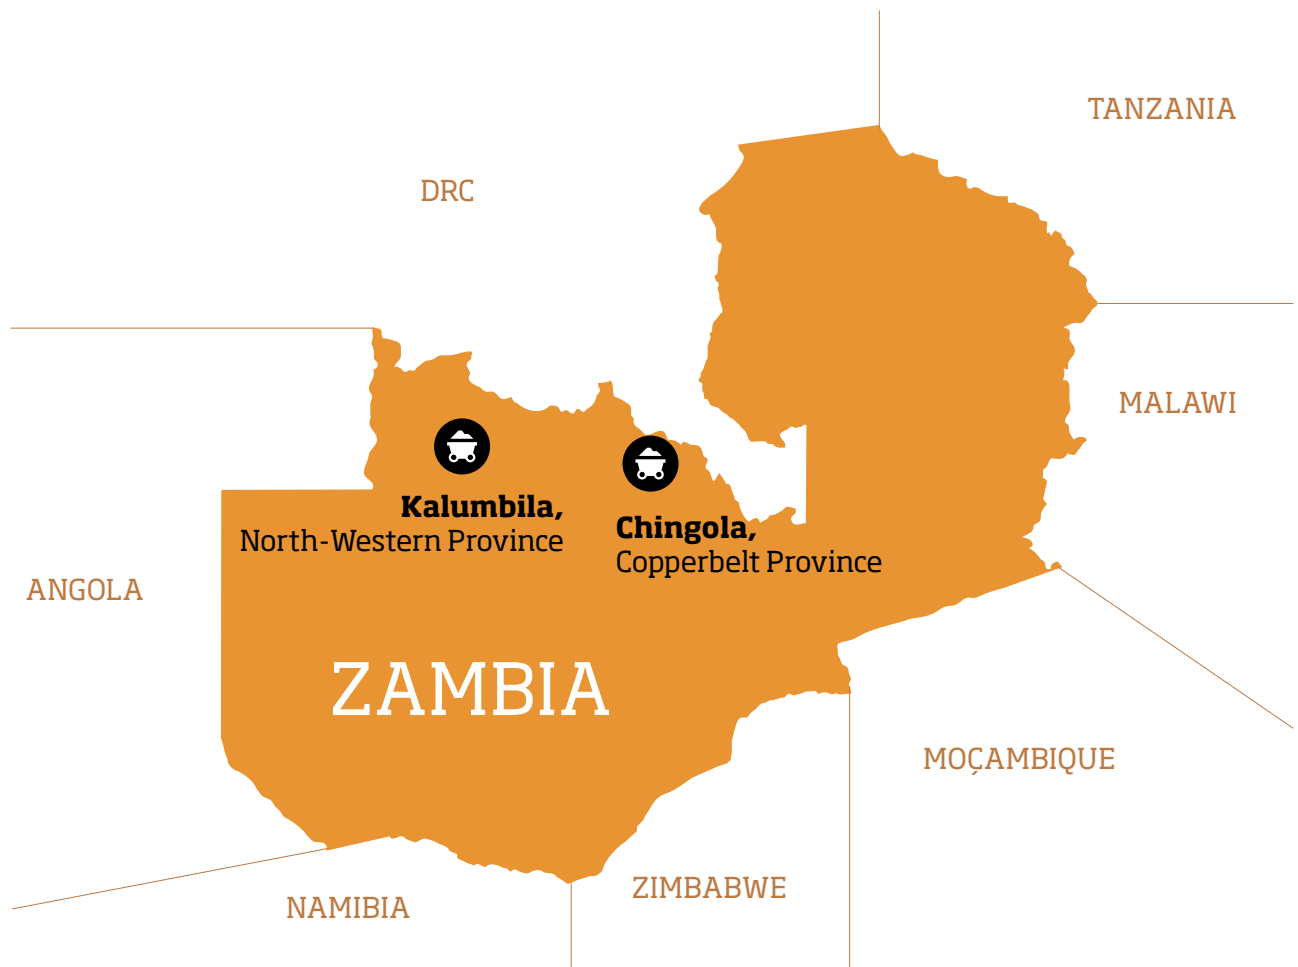 TANZANIA
DRC
MALAWI
Kalumbila,
North-Western Province
Chingola,
Copperbelt Province
ANGOLA
ZAMBIA
MOÇAMBIQUE
ZIMBABWE
NAMIBIA